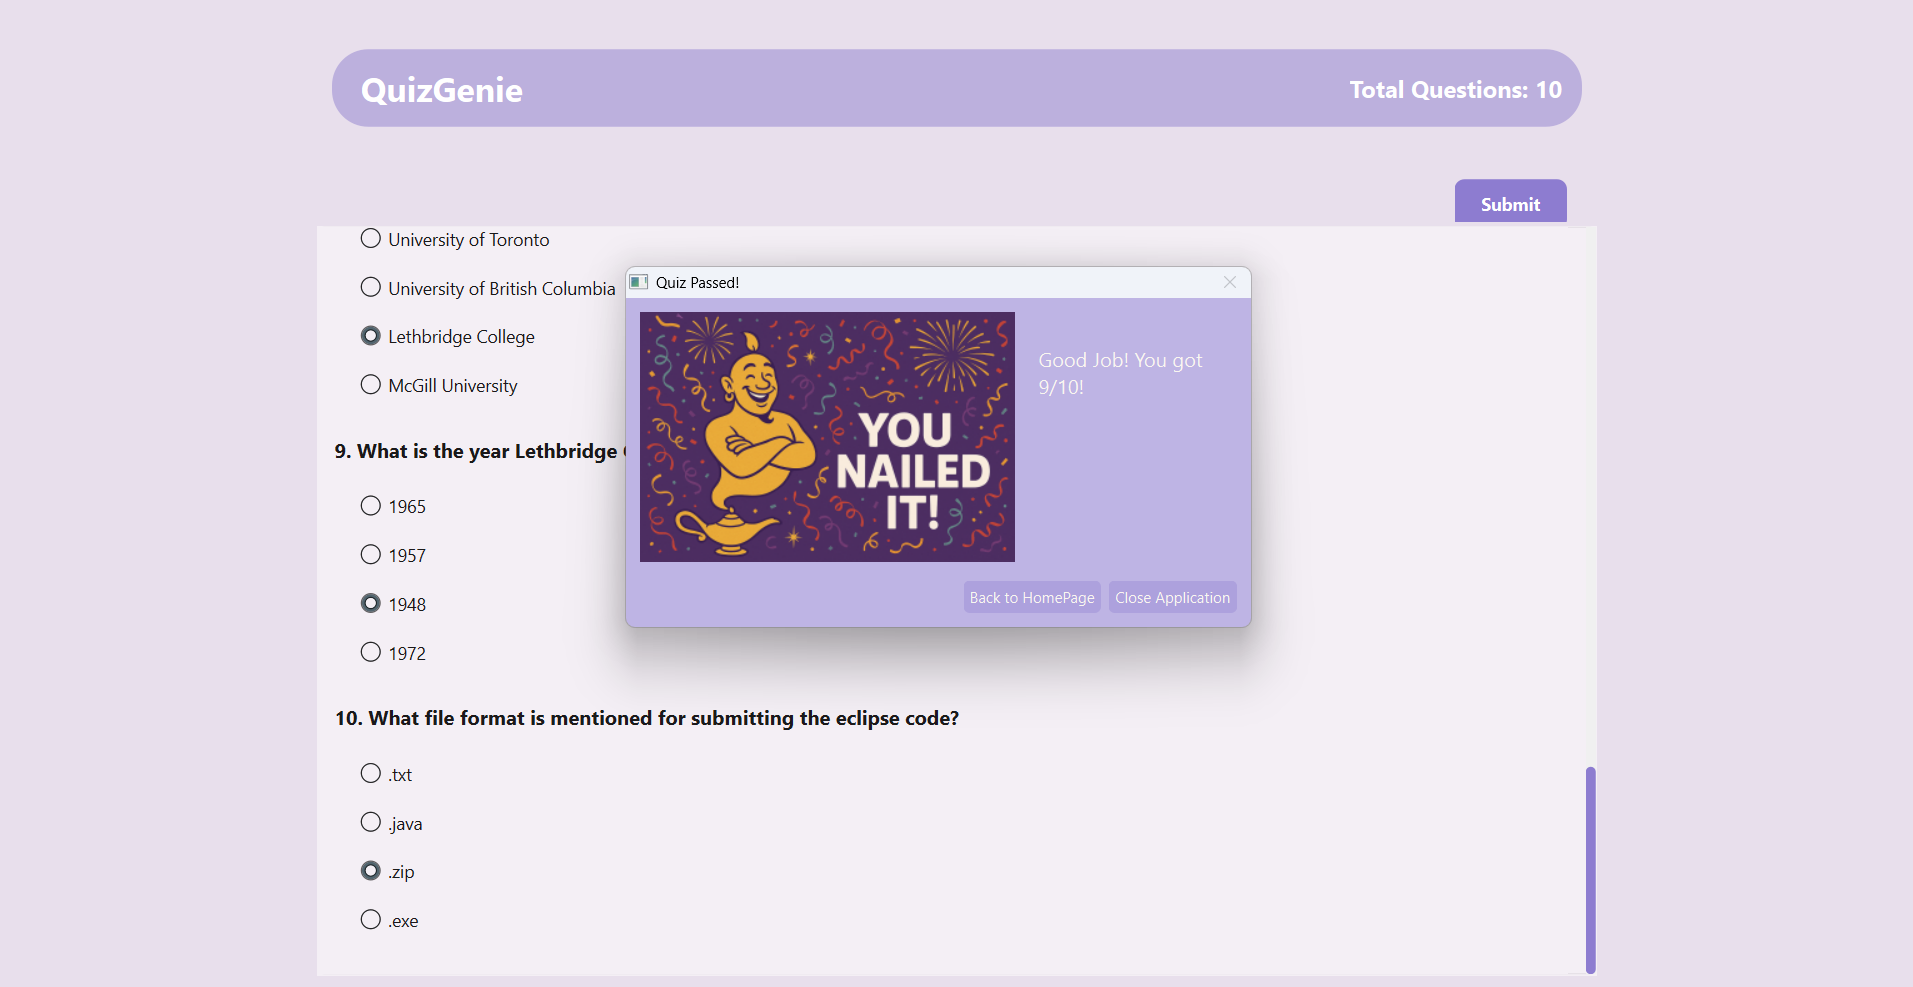 QuizGenie
Total Questions: 10
Submit
University of Toronto
University of British Columbia
Lethbridge College
McGill University
9. What is the year Lethbridge
1965
1957
1948
1972
10. What file format is mentioned for submitting the eclipse code?
.txt
.java
.zip
.exe
Quiz Passed!
YOU
NAILED
IT!
Good Job! You got
9/10!
Back to HomePage
Close Application